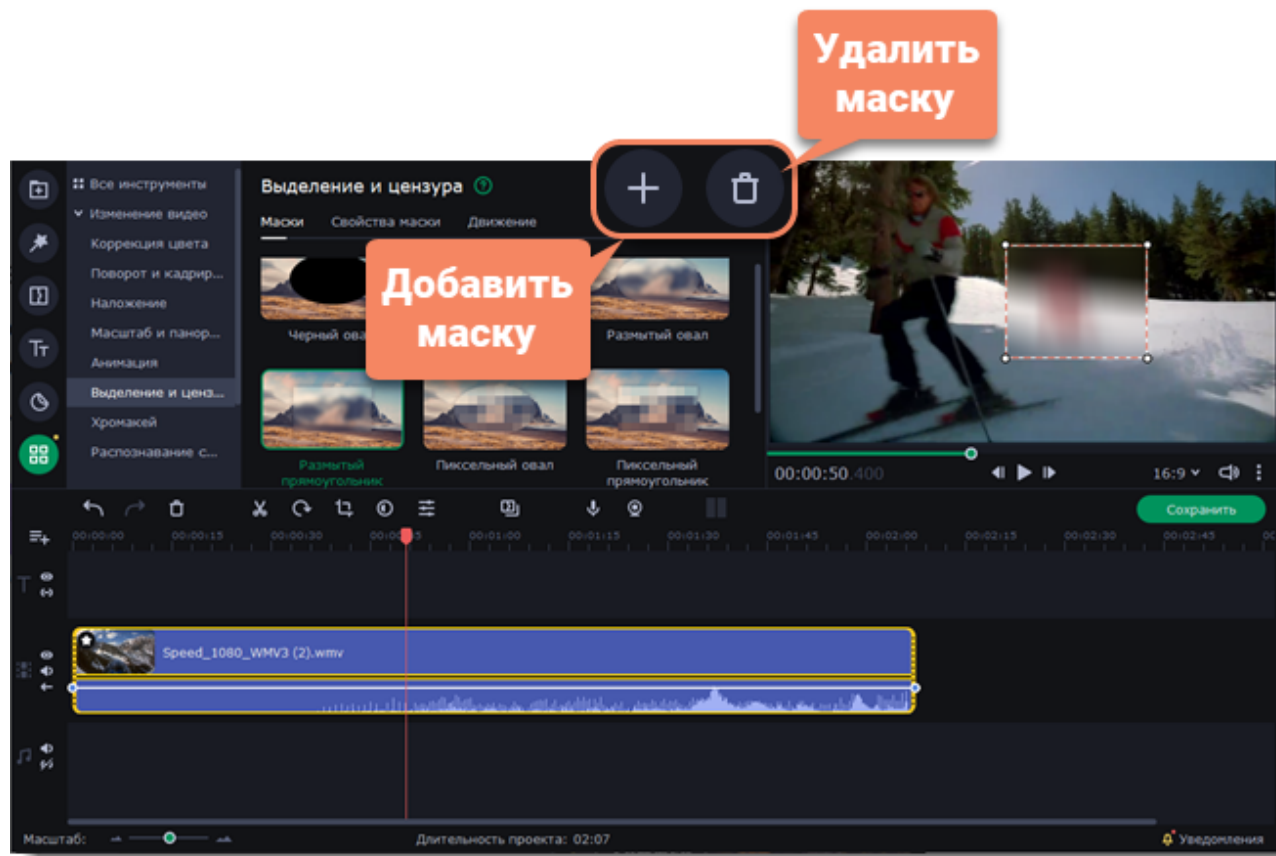 Удалить
маску
Все инструменты
Изменение видео
Коррекция цвета
Поворот и кадрир...
Наложение
Масштаб и панор...
Анимация
Выделение и ценз...
Хромакей
Распознавание с...
Выделение и цензура
Маски Свойства маски Движение
Добавить
маску
Черный ова
Размытый овал
Размытый
прямоугольник
Пиксельный овал
Пиксельный
прямоугольник
00:00:50.400
16:9
Сохранить
00:00:00 00:00:15 00:00:30 00:01:00 00:01:15 00:01:30 00:01:45 00:02:00 00:02:15 00:02:30 00:02:45
Speed_1080_WMV3 (2).wmv
Масштаб:
Длительность проекта: 02:07
Уведомления